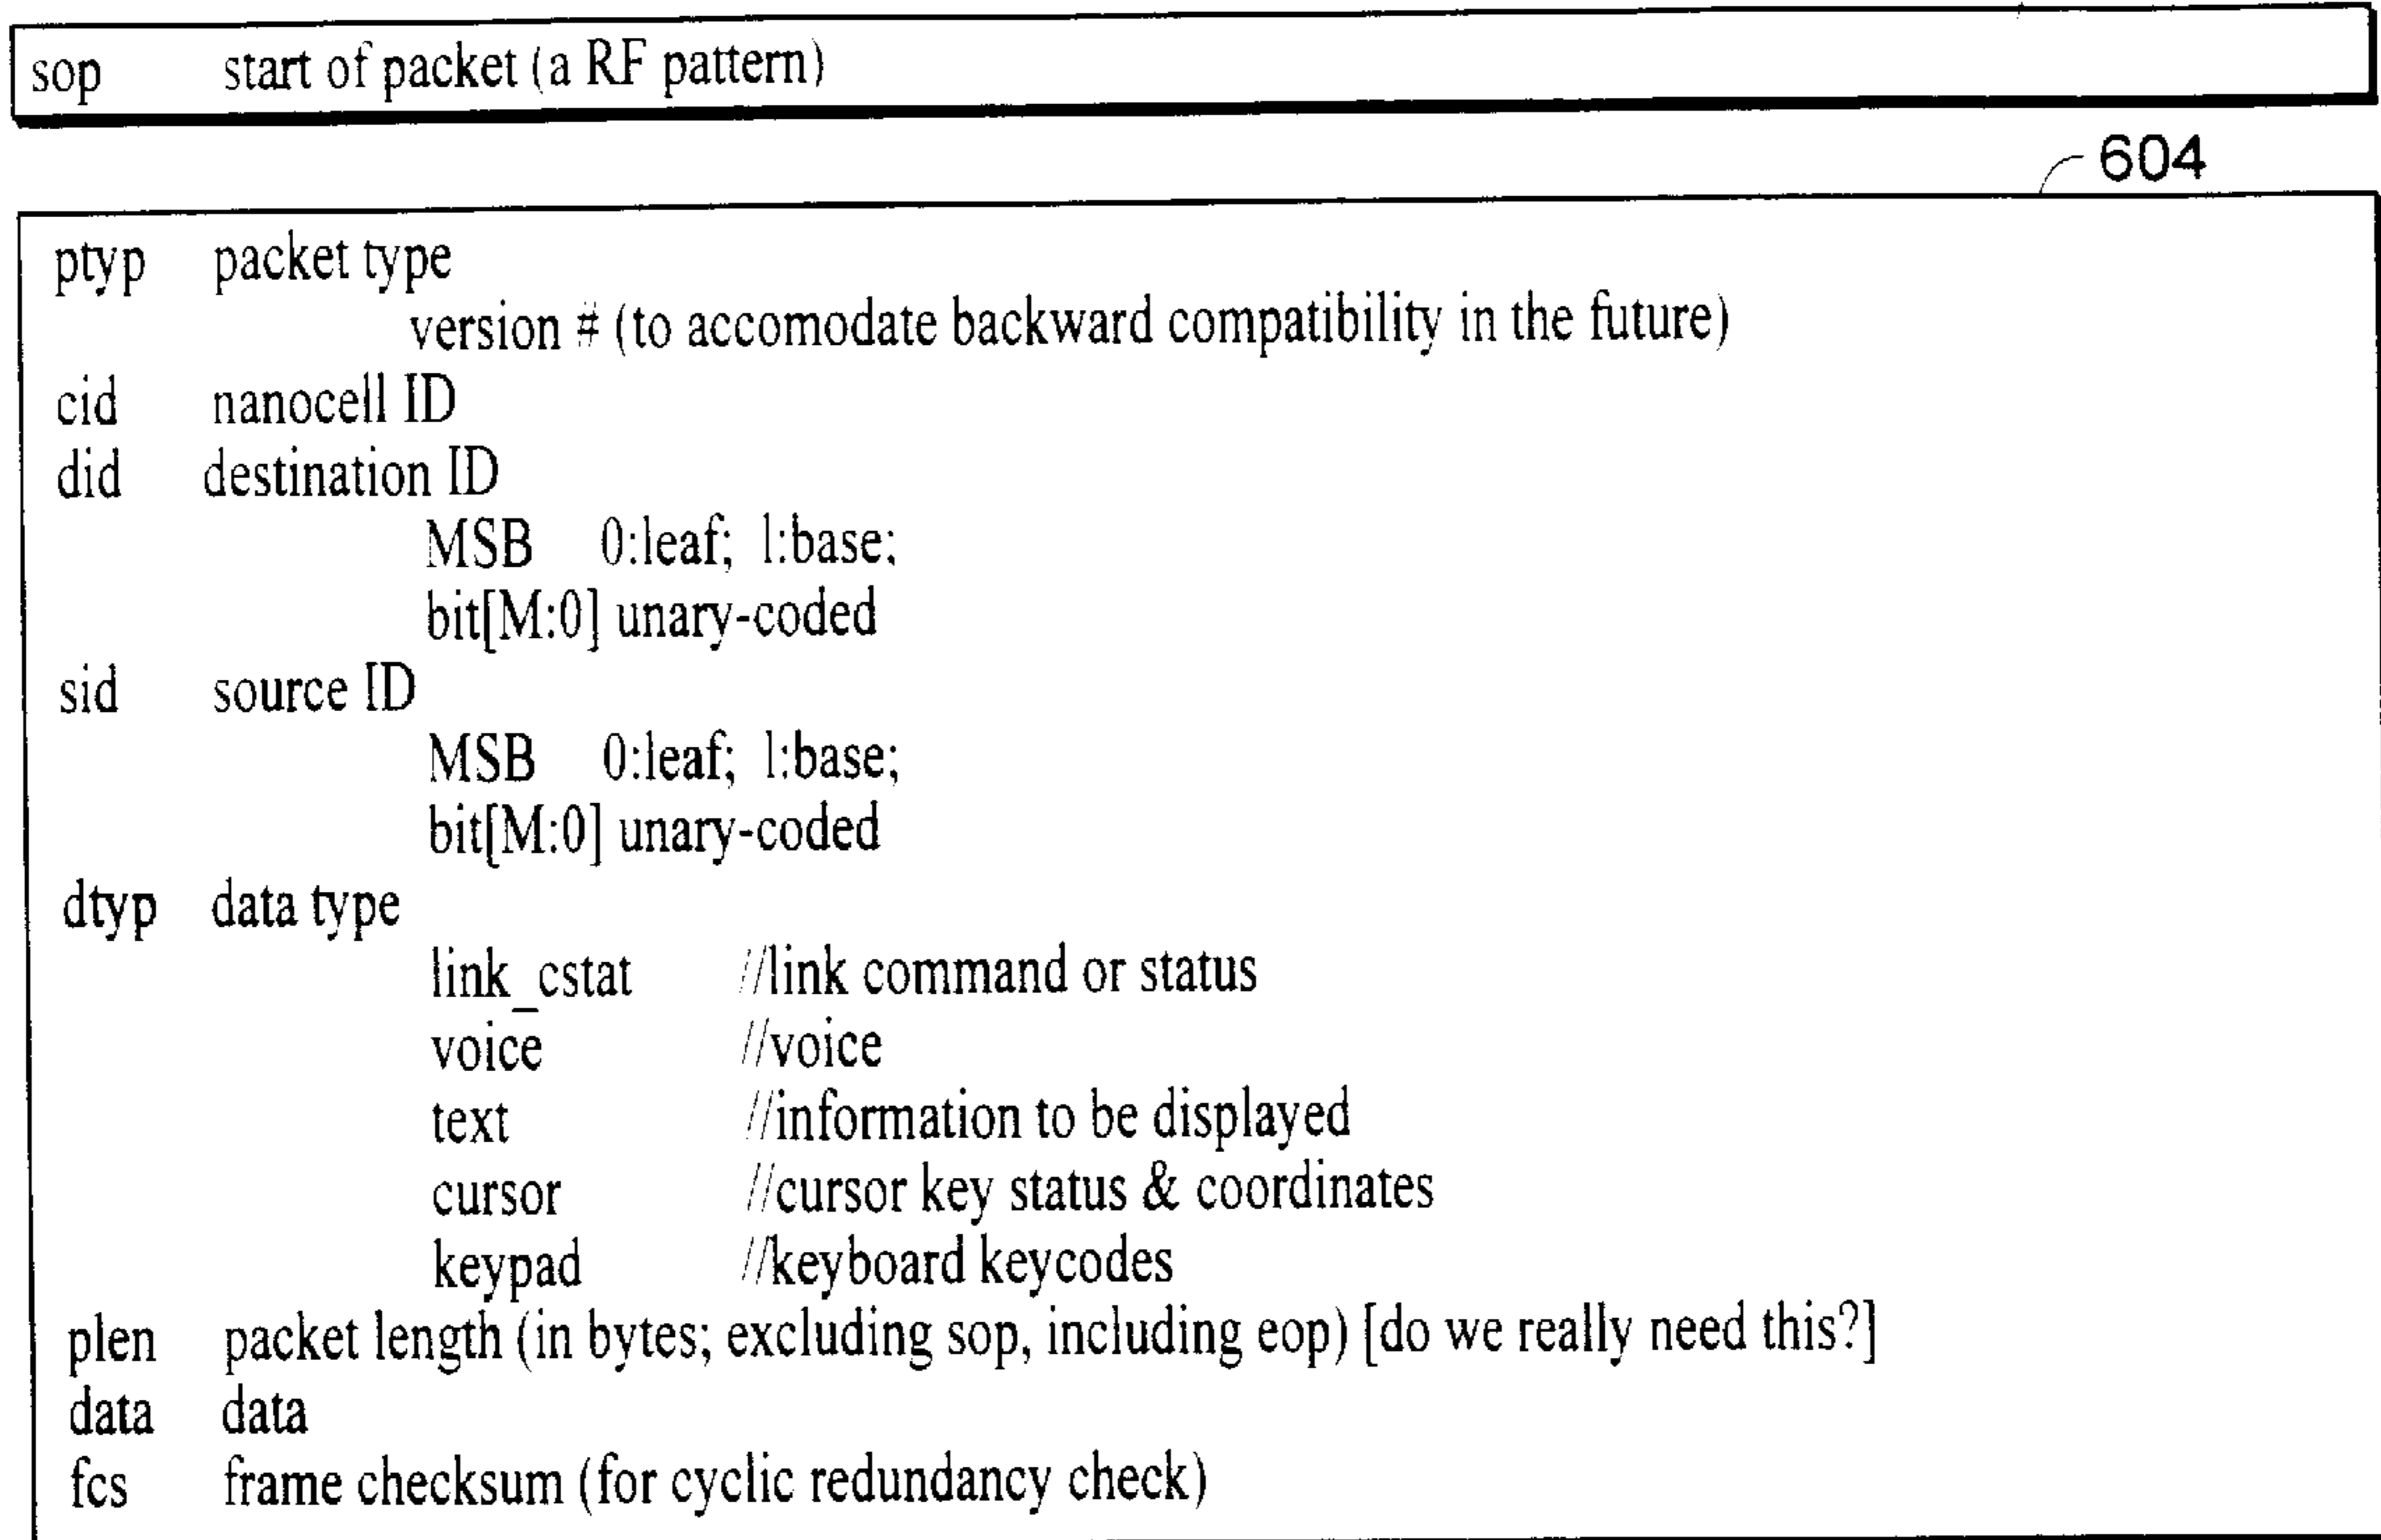 sop start of packet (a RF pattern)
604
ptyp packet type
version # (to accomodate backward compatibility in the future)
cid nanocell ID
did destination ID
MSB 0:leaf; 1:base;
bit[M:0] unary-coded
sid source ID
MSB 0:leaf; 1:base;
bit[M:0] unary-coded
dtyp data type
link_cstat //link command or status
voice //voice
text //information to be displayed
cursor //cursor key status & coordinates
keypad //keyboard keycodes
plen packet length (in bytes; excluding sop, including eop) [do we really need this?]
data data
fcs frame checksum (for cyclic redundancy check)